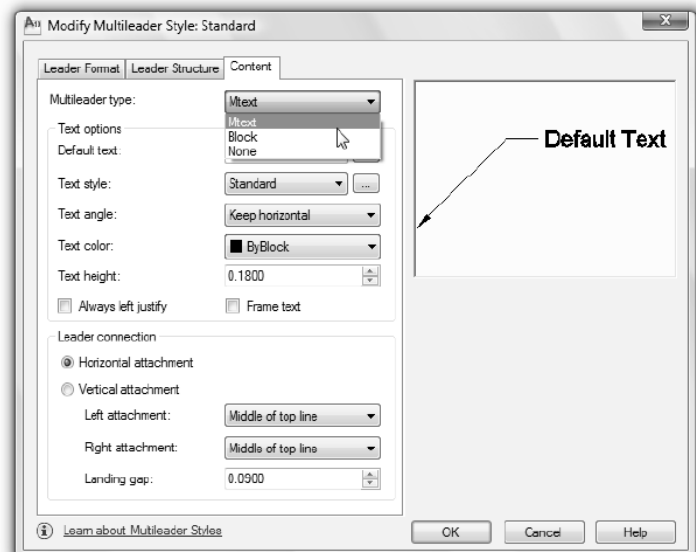 Modify Multileader Style: Standard
Leader Format Leader Structure Content
Multileader type: Mtext
Mtext
Block
None
Text options
Default text:
Text style: Standard ...
Text angle: Keep horizontal
Text color: ByBlock
Text height: 0.1800
Always left justify Frame text
Leader connection
Horizontal attachment
Vertical attachment
Left attachment: Middle of top line
Right attachment: Middle of top line
Landing gap: 0.0900
Default Text
Learn about Multileader Styles
OK Cancel Help